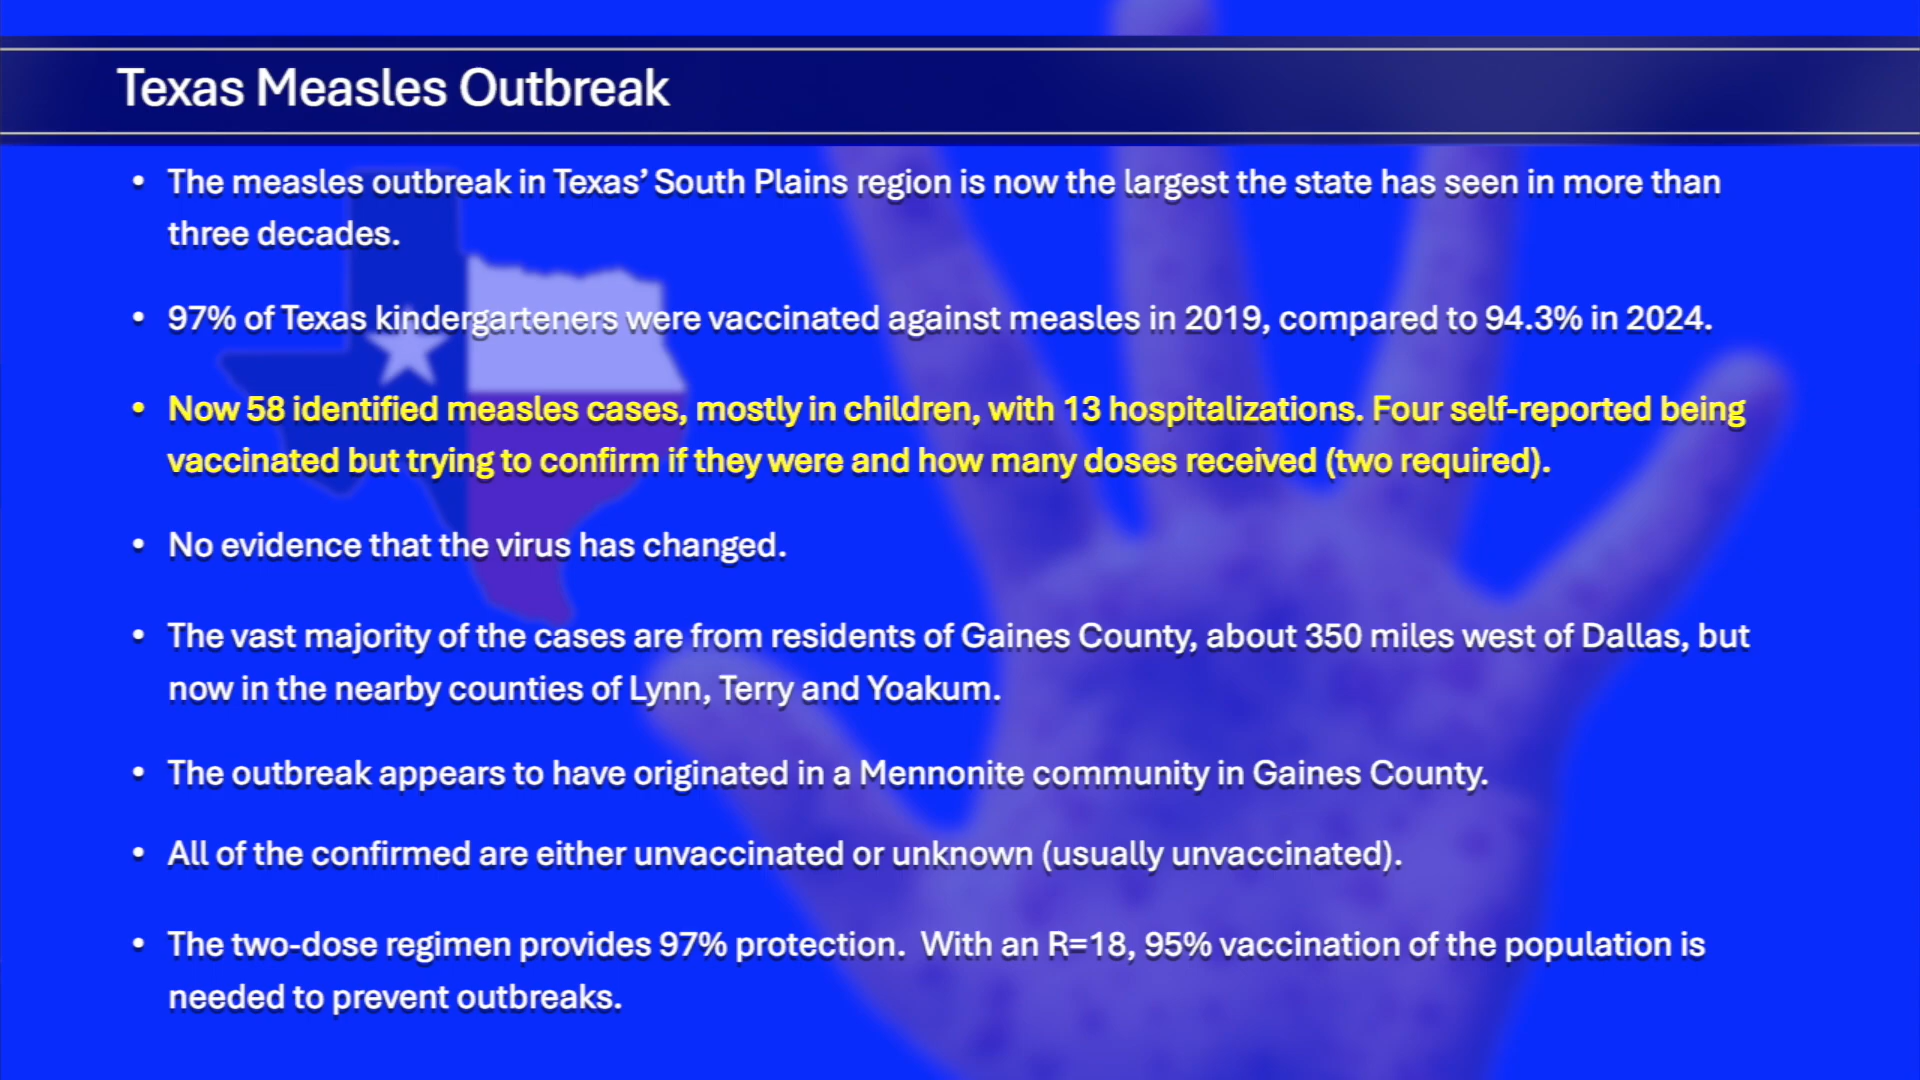 Texas Measles Outbreak
• The measles outbreak in Texas’ South Plains region is now the largest the state has seen in more than
three decades.
• 97% of Texas kindergarteners were vaccinated against measles in 2019, compared to 94.3% in 2024.
• Now 58 identified measles cases, mostly in children, with 13 hospitalizations. Four self-reported being
vaccinated but trying to confirm if they were and how many doses received (two required).
• No evidence that the virus has changed.
• The vast majority of the cases are from residents of Gaines County, about 350 miles west of Dallas, but
now in the nearby counties of Lynn, Terry and Yoakum.
• The outbreak appears to have originated in a Mennonite community in Gaines County.
• All of the confirmed are either unvaccinated or unknown (usually unvaccinated).
• The two-dose regimen provides 97% protection.  With an R=18, 95% vaccination of the population is
needed to prevent outbreaks.